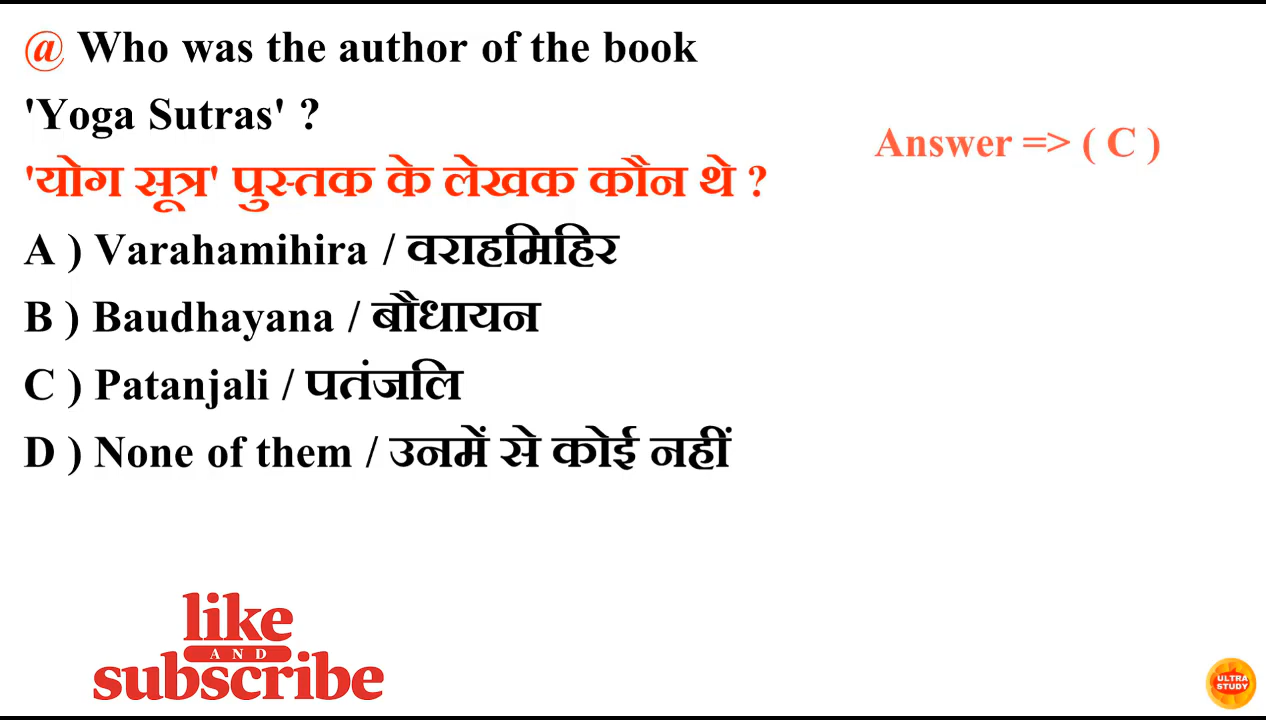 @ Who was the author of the book
'Yoga Sutras' ?
Answer => ( C )
'योग सूत्र' पुस्तक के लेखक कौन थे ?
A ) Varahamihira / वराहमिहिर
B ) Baudhayana / बौधायन
C ) Patanjali / पतंजलि
D ) None of them / उनमें से कोई नहीं
like
AND
subscribe
ULTRA
STUDY